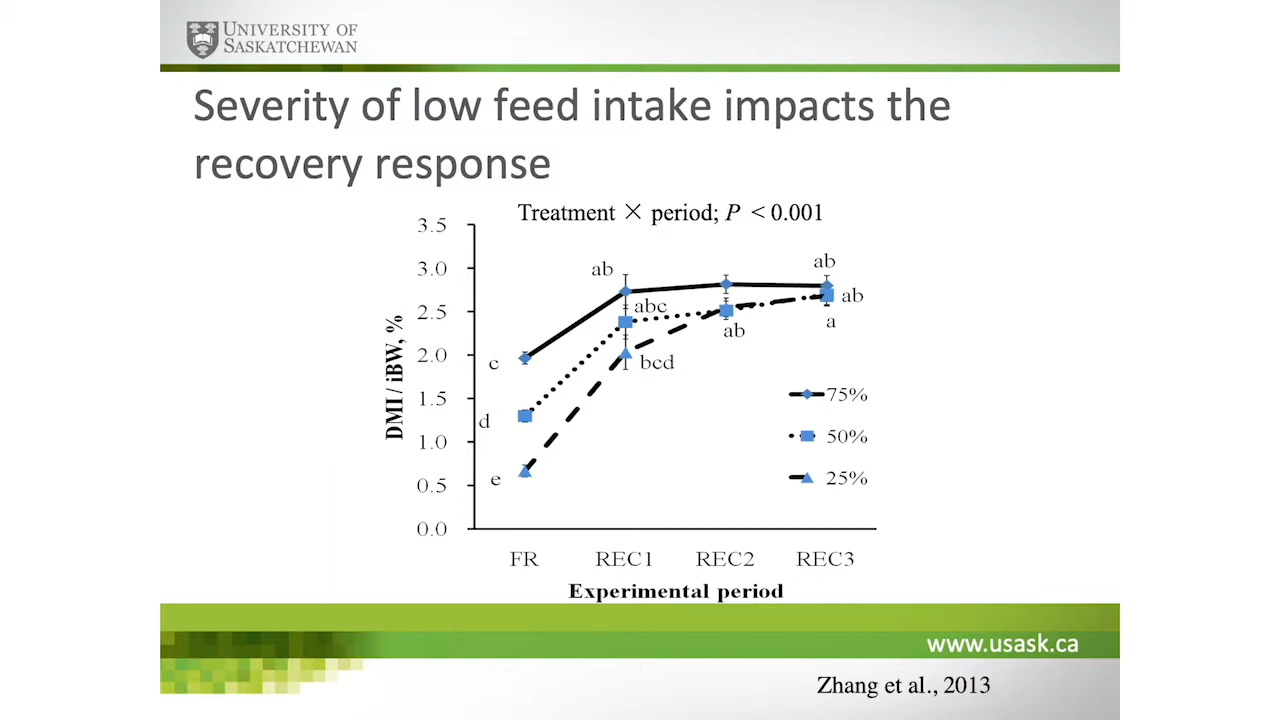 UNIVERSITY OF
SASKATCHEWAN
Severity of low feed intake impacts the
recovery response
Treatment × period; P < 0.001
DMI / iBW, %
3.5
3.0
2.5
2.0
1.5
1.0
0.5
0.0
c
d
e
ab
abc
bcd
ab
ab
ab
a
75%
50%
25%
FR REC1 REC2 REC3
Experimental period
www.usask.ca
Zhang et al., 2013